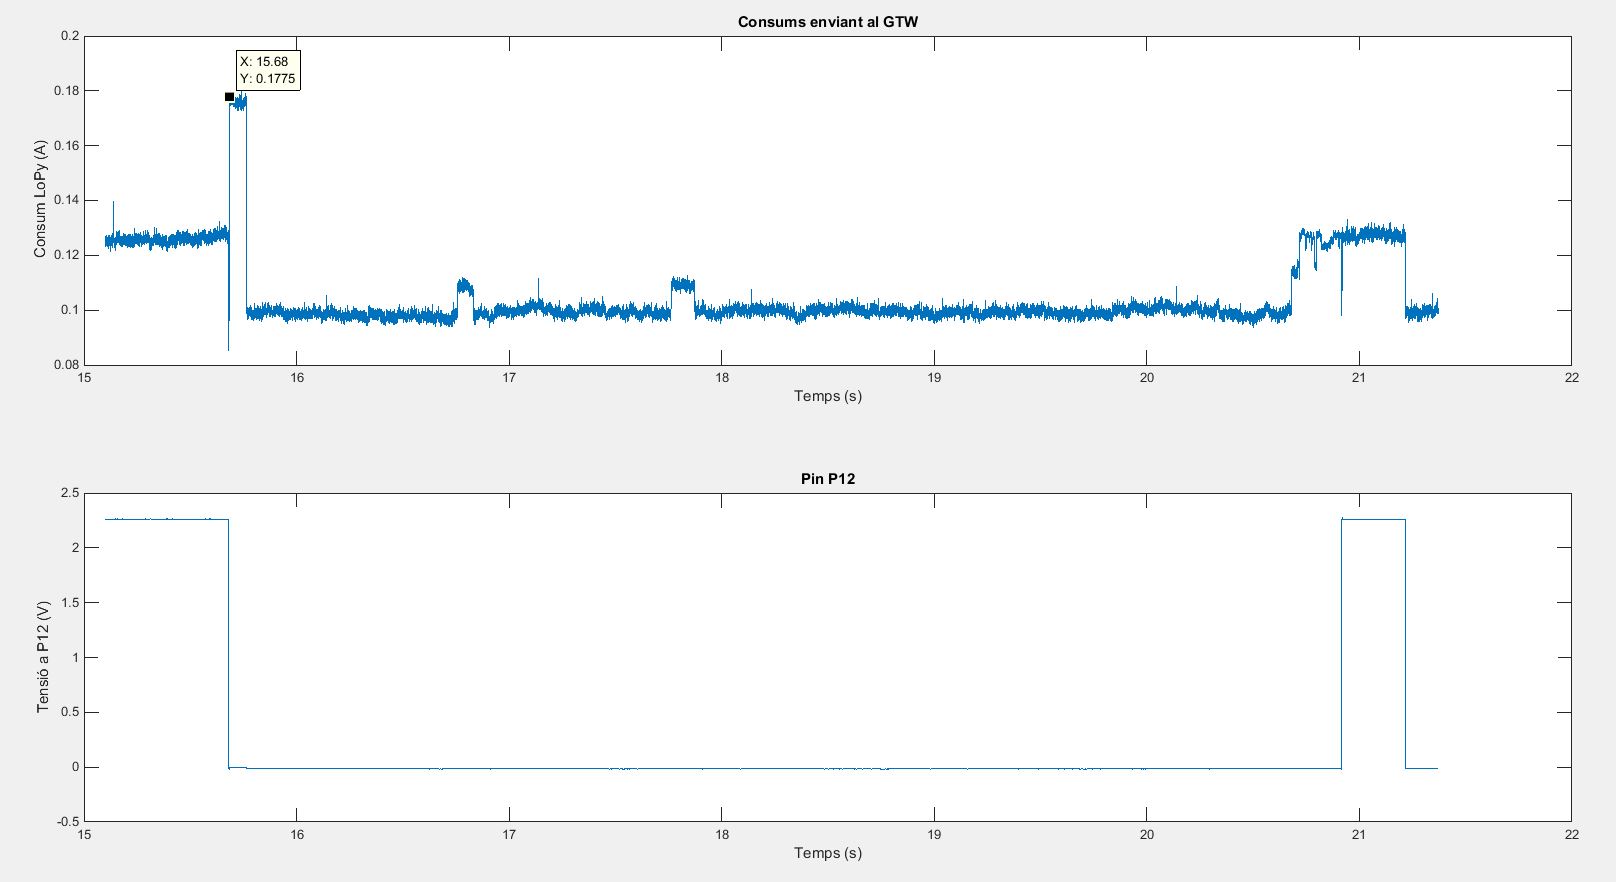 Consums enviant al GTW
X: 15.68
Y: 0.1775
Consum LoPy (A)
0.2
0.18
0.16
0.14
0.12
0.1
0.08
15 16 17 18 19 20 21 22
Temps (s)
Pin P12
Tensió a P12 (V)
2.5
2
1.5
1
0.5
0
-0.5
15 16 17 18 19 20 21 22
Temps (s)